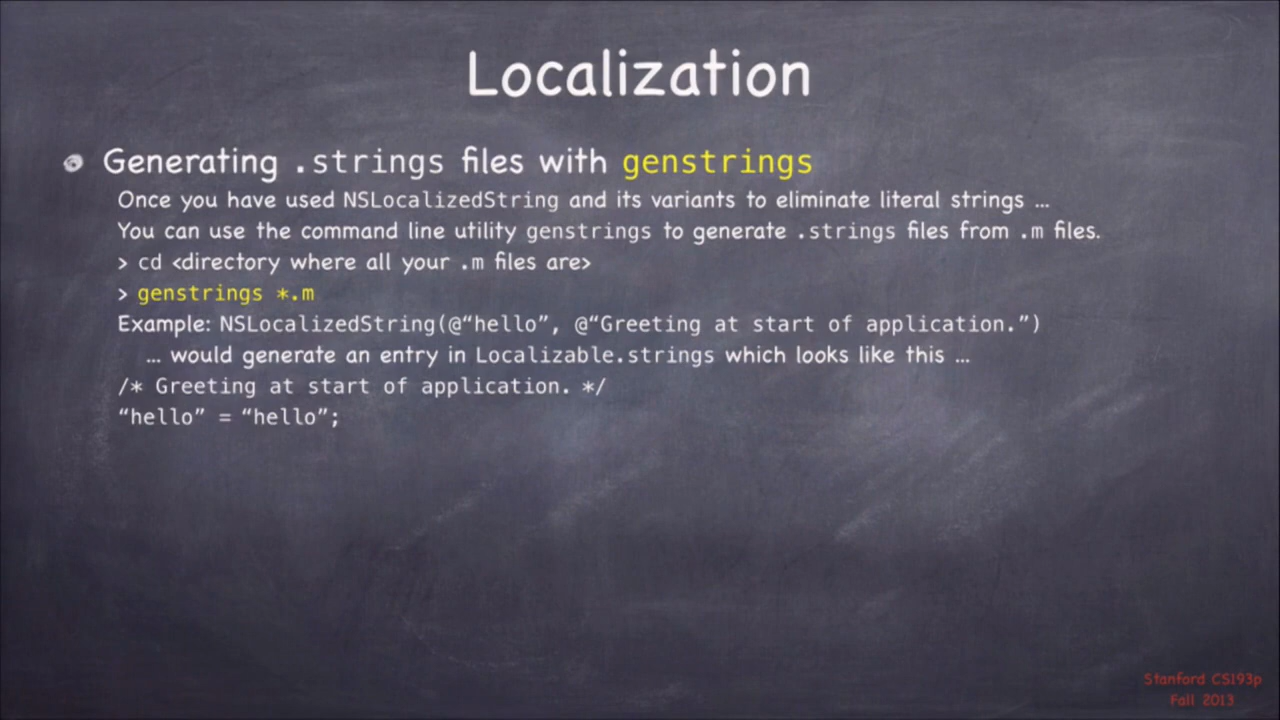 Localization
Generating .strings files with genstrings
Once you have used NSLocalizedString and its variants to eliminate literal strings …
You can use the command line utility genstrings to generate .strings files from .m files.
> cd <directory where all your .m files are>
> genstrings *.m
Example: NSLocalizedString(@“hello”, @“Greeting at start of application.”)
… would generate an entry in Localizable.strings which looks like this …
/* Greeting at start of application. */
“hello” = “hello”;
Stanford CS193p
Fall 2013